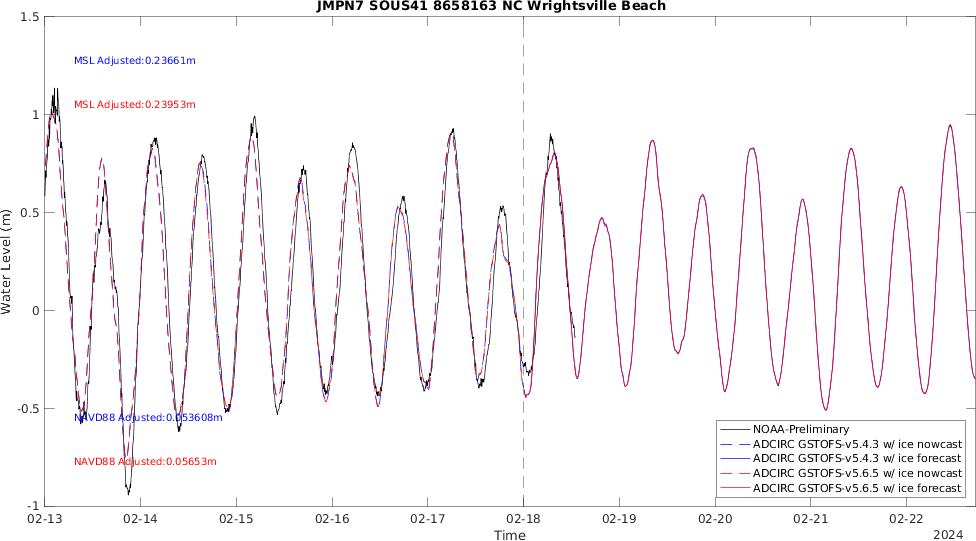 JMPN7 SOUS41 8658163 NC Wrightsville Beach
1.5
MSL Adjusted:0.23661m
MSL Adjusted:0.23953m
1
0.5
0
-0.5
-1
Water Level (m)
NAVD88 Adjusted:0.053608m
NAVD88 Adjusted:0.05653m
NOAA-Preliminary
ADCIRC GSTOFS-v5.4.3 w/ ice nowcast
ADCIRC GSTOFS-v5.4.3 w/ ice forecast
ADCIRC GSTOFS-v5.6.5 w/ ice nowcast
ADCIRC GSTOFS-v5.6.5 w/ ice forecast
02-13 02-14 02-15 02-16 02-17 02-18 02-19 02-20 02-21 02-22
Time
2024